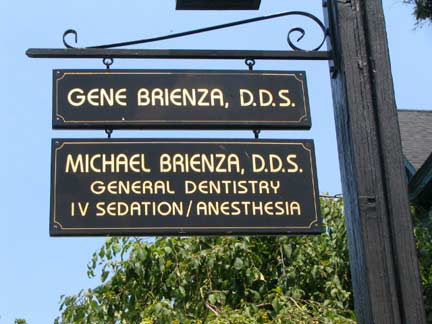 GENE BRIENZA, D.D.S.
MICHAEL BRIENZA, D.D.S.
GENERAL DENTISTRY
IV SEDATION/ANESTHESIA